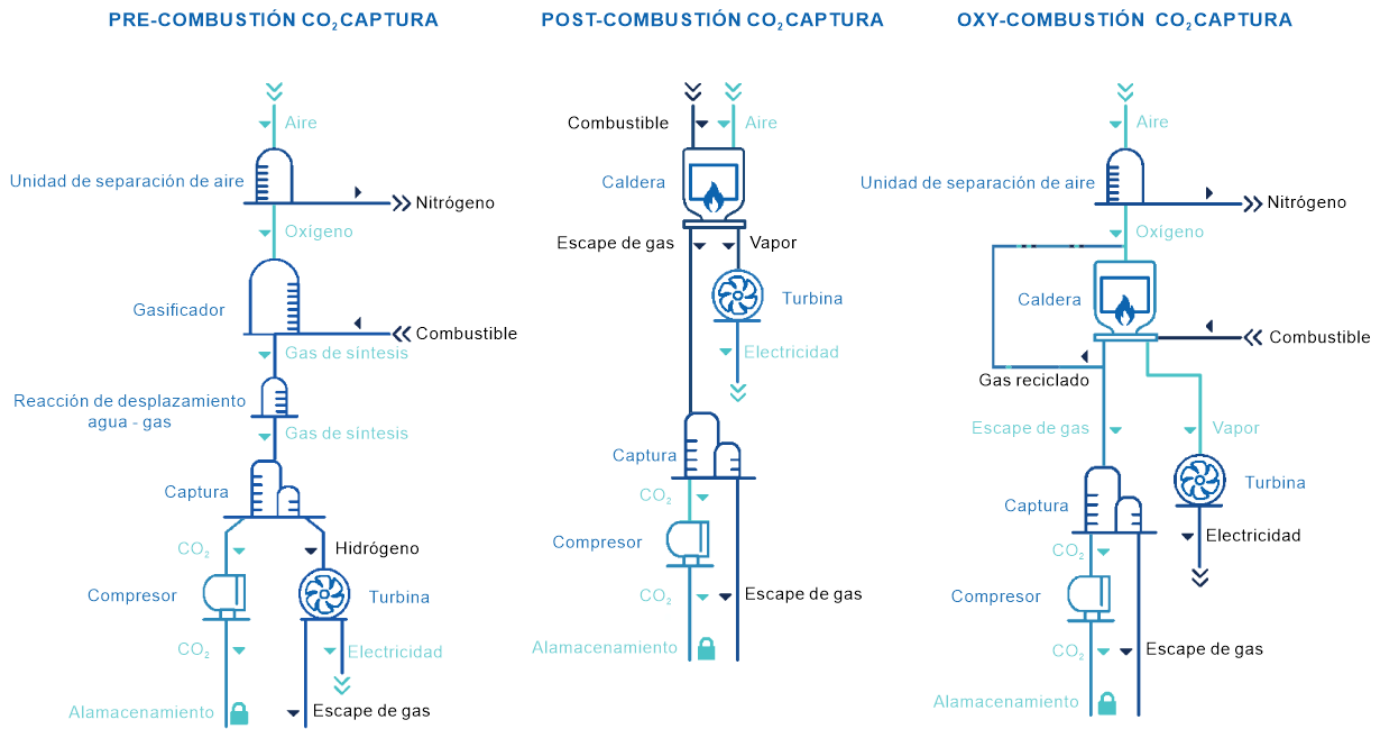 PRE-COMBUSTIÓN CO₂CAPTURA
Aire
Unidad de separación de aire
Nitrógeno
Oxígeno
Gasificador
Combustible
Gas de síntesis
Reacción de desplazamiento
agua - gas
Gas de síntesis
Captura
CO₂
Hidrógeno
Compresor
Turbina
CO₂
Electricidad
Alamacenamiento
Escape de gas
POST-COMBUSTIÓN CO₂CAPTURA
Combustible
Aire
Caldera
Escape de gas
Vapor
Turbina
Electricidad
Captura
CO₂
Compresor
CO₂
Escape de gas
Alamacenamiento
OXY-COMBUSTIÓN CO₂CAPTURA
Aire
Unidad de separación de aire
Nitrógeno
Oxígeno
Caldera
Combustible
Gas reciclado
Escape de gas
Vapor
Turbina
Captura
Electricidad
CO₂
Compresor
CO₂
Escape de gas
Alamacenamiento